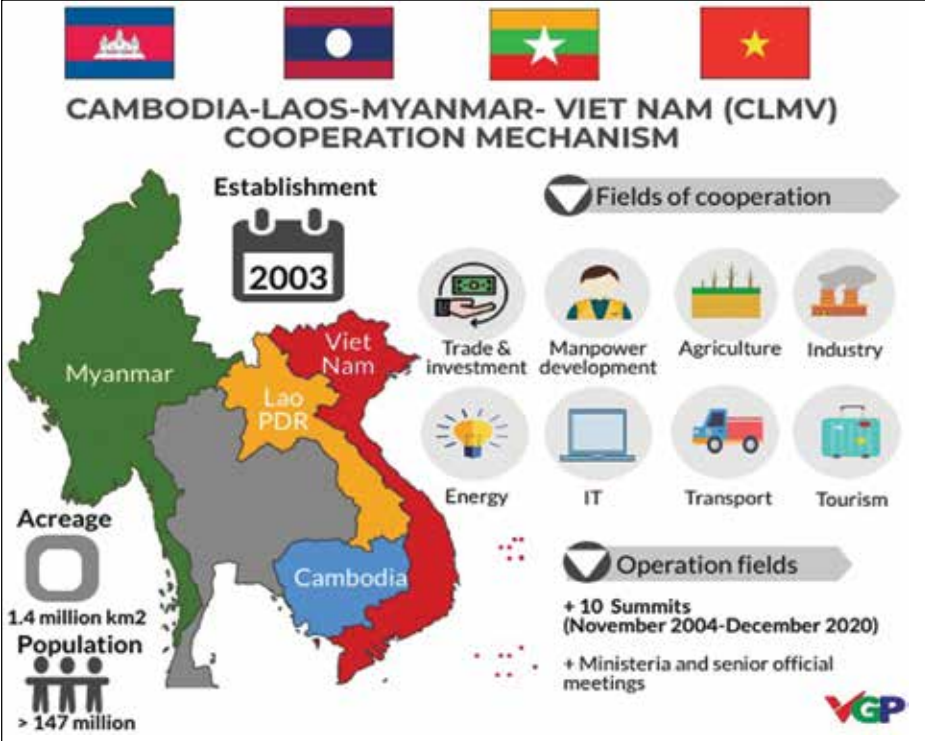 CAMBODIA-LAOS-MYANMAR- VIET NAM (CLMV)
COOPERATION MECHANISM
Establishment
2003
Fields of cooperation
Trade &
investment
Manpower
development
Agriculture
Industry
Energy
IT
Transport
Tourism
Myanmar
Viet
Nam
Lao
PDR
Cambodia
Acreage
1.4 million km2
Population
> 147 million
Operation fields
+ 10 Summits
(November 2004-December 2020)
+ Ministeria and senior official
meetings
VGP